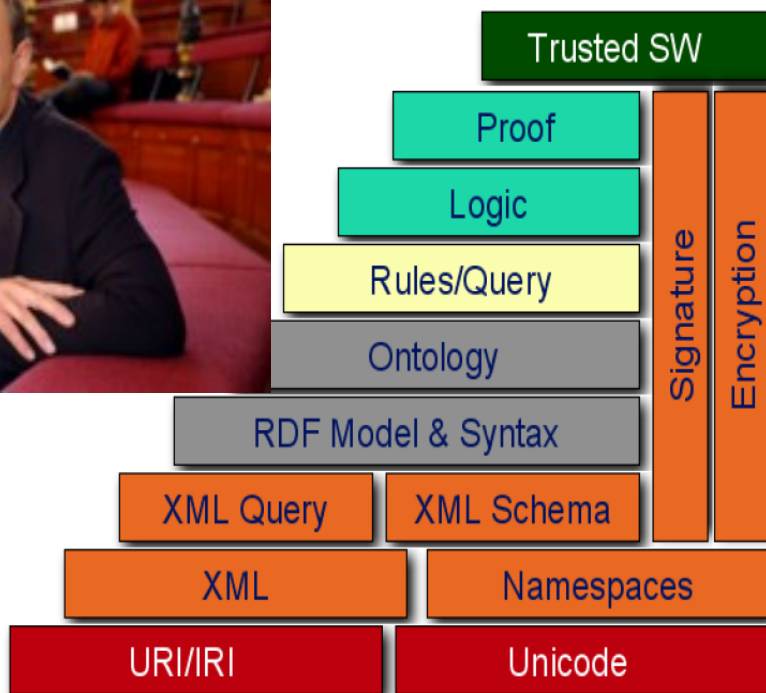 Trusted SW
Proof
Logic
Rules/Query
Ontology
RDF Model & Syntax
Signature
Encryption
XML Query
XML Schema
XML
Namespaces
URI/IRI
Unicode